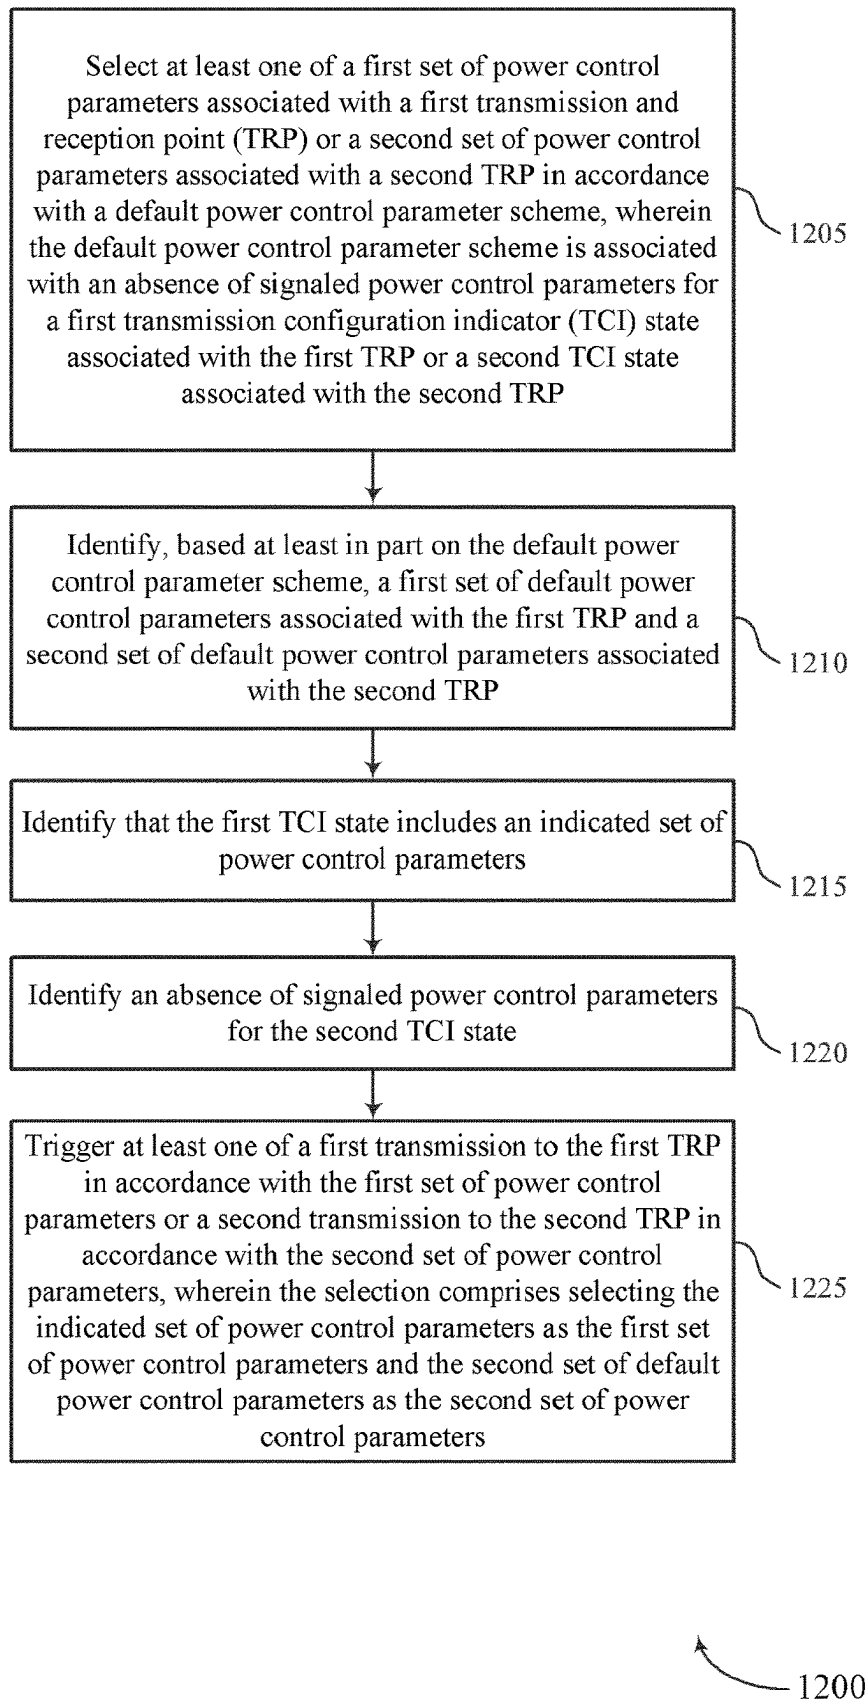 Select at least one of a first set of power control
parameters associated with a first transmission and
reception point (TRP) or a second set of power control
parameters associated with a second TRP in accordance
with a default power control parameter scheme, wherein
the default power control parameter scheme is associated
with an absence of signaled power control parameters for
a first transmission configuration indicator (TCI) state
associated with the first TRP or a second TCI state
associated with the second TRP
1205
Identify, based at least in part on the default power
control parameter scheme, a first set of default power
control parameters associated with the first TRP and a
second set of default power control parameters associated
with the second TRP
1210
Identify that the first TCI state includes an indicated set of
power control parameters
1215
Identify an absence of signaled power control parameters
for the second TCI state
1220
Trigger at least one of a first transmission to the first TRP
in accordance with the first set of power control
parameters or a second transmission to the second TRP in
accordance with the second set of power control
parameters, wherein the selection comprises selecting the
indicated set of power control parameters as the first set
of power control parameters and the second set of default
power control parameters as the second set of power
control parameters
1225
1200